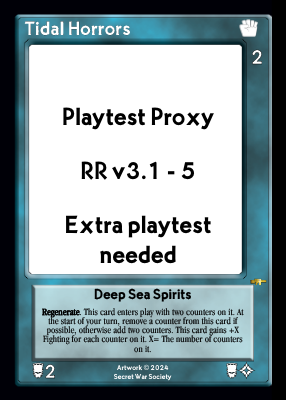 Tidal Horrors
2
Playtest Proxy
RR v3.1 - 5
Extra playtest
needed
Deep Sea Spirits
Regenerate. This card enters play with two counters on it. At
the start of your turn, remove a counter from this card if
possible, otherwise add two counters. This card gains +X
Fighting for each counter on it. X= The number of counters
on it.
2
Artwork © 2024
Secret War Society